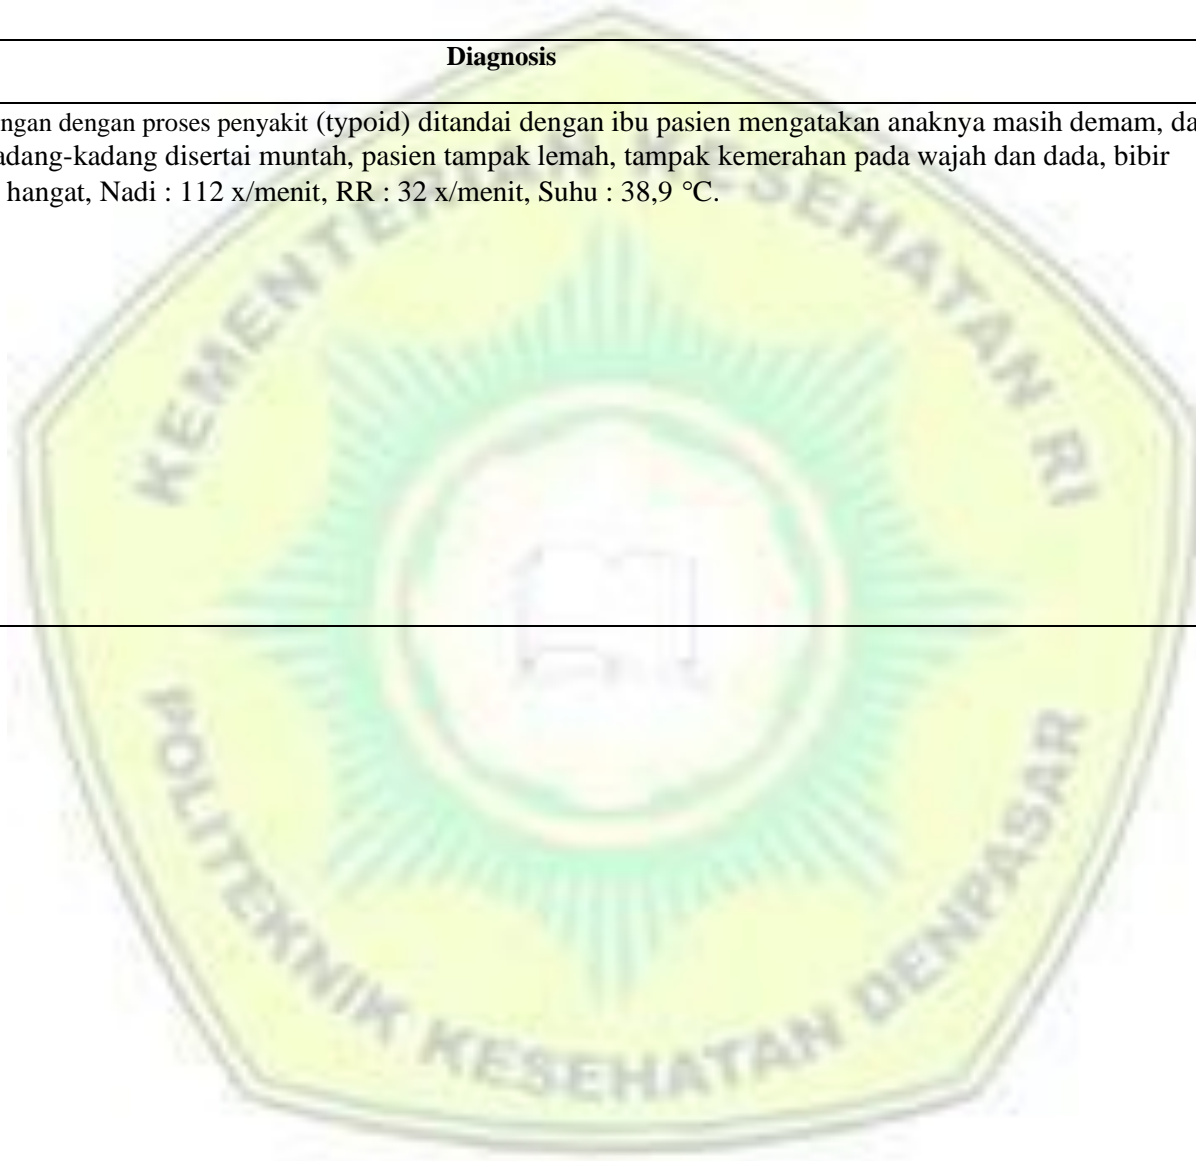 Diagnosis
ngan dengan proses penyakit (typoid) ditandai dengan ibu pasien mengatakan anaknya masih demam, da
adang-kadang disertai muntah, pasien tampak lemah, tampak kemerahan pada wajah dan dada, bibir
hangat, Nadi : 112 x/menit, RR : 32 x/menit, Suhu : 38,9 °C.
KEMENTERIAN KESEHATAN RI
POLITEKNIK KESEHATAN DENPASAR